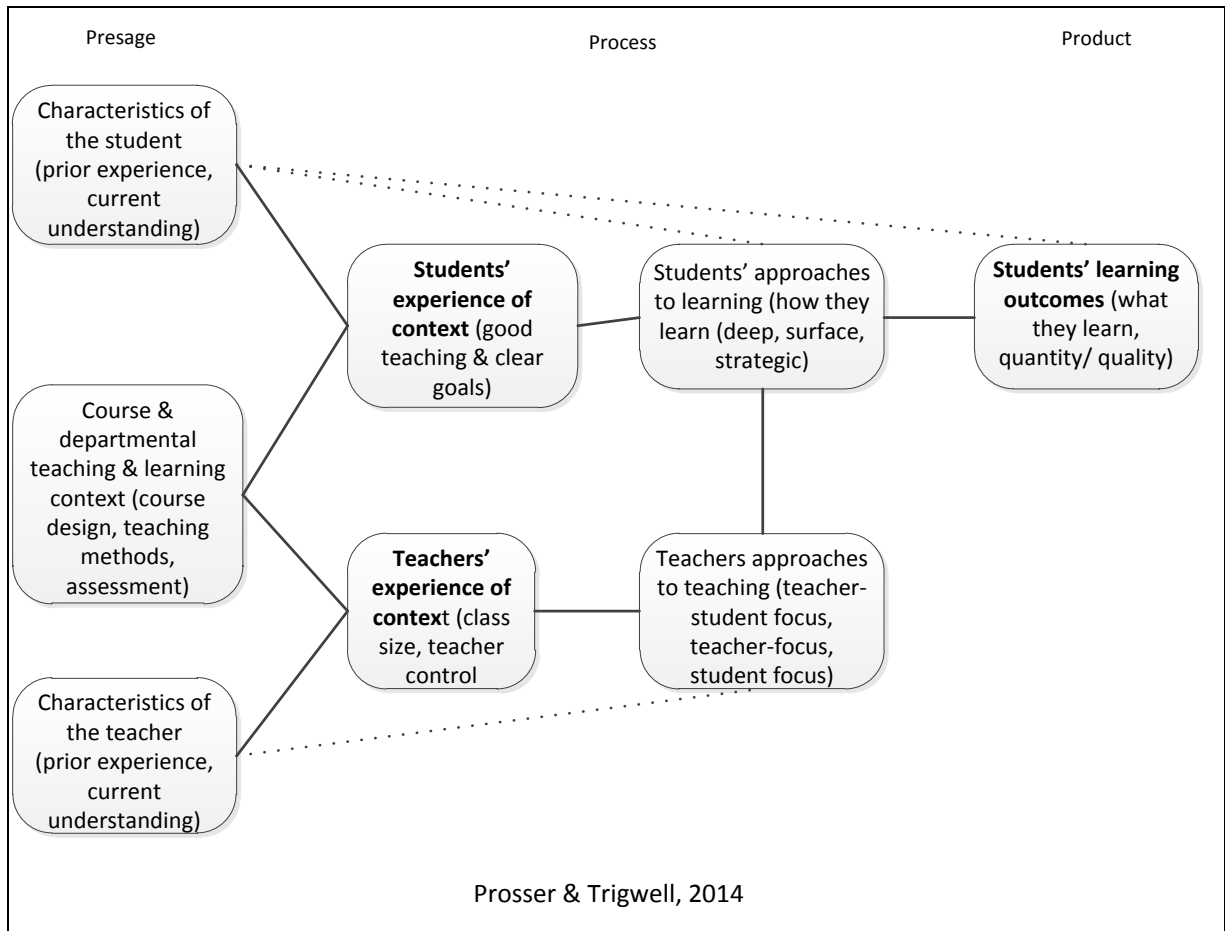 Presage
Process
Product
Characteristics of
the student
(prior experience,
current
understanding)
Students’
experience of
context (good
teaching & clear
goals)
Students’ approaches
to learning (how they
learn (deep, surface,
strategic)
Students’ learning
outcomes (what
they learn,
quantity/ quality)
Course &
departmental
teaching & learning
context (course
design, teaching
methods,
assessment)
Teachers’
experience of
context (class
size, teacher
control
Teachers approaches
to teaching (teacher-
student focus,
teacher-focus,
student focus)
Characteristics of
the teacher
(prior experience,
current
understanding)
Prosser & Trigwell, 2014